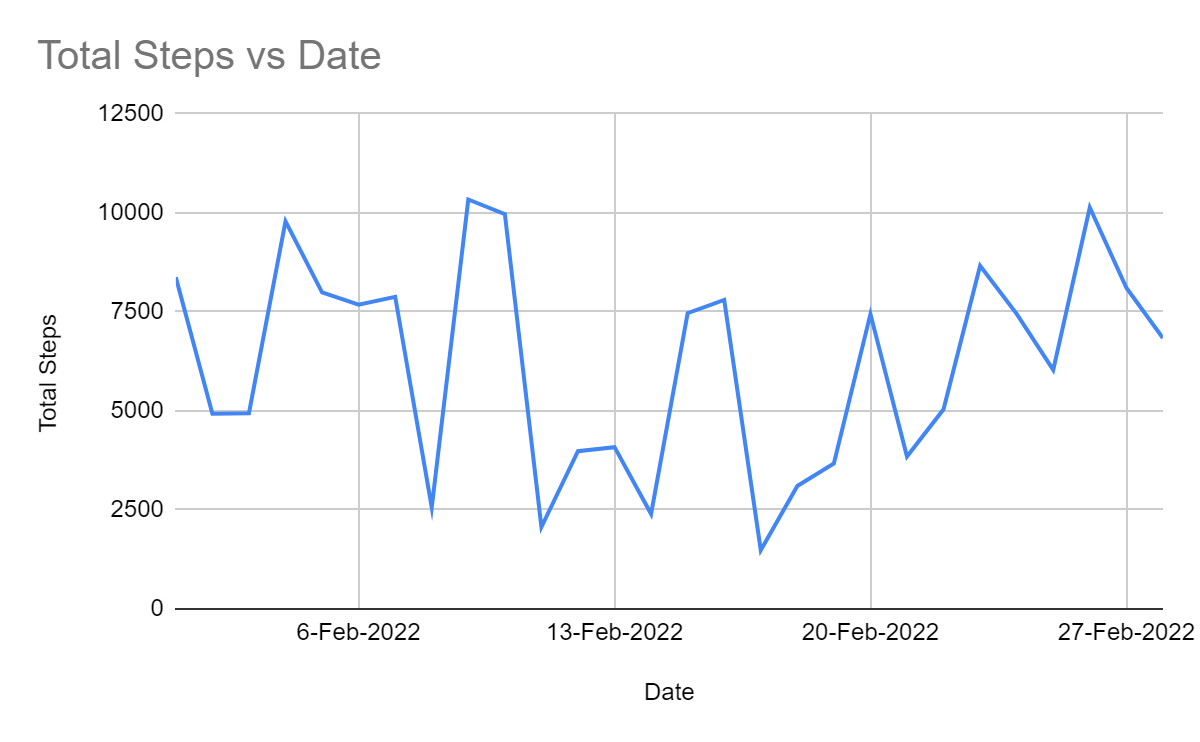 Total Steps vs Date
12500
10000
7500
5000
2500
0
Total Steps
6-Feb-2022 13-Feb-2022 20-Feb-2022 27-Feb-2022
Date